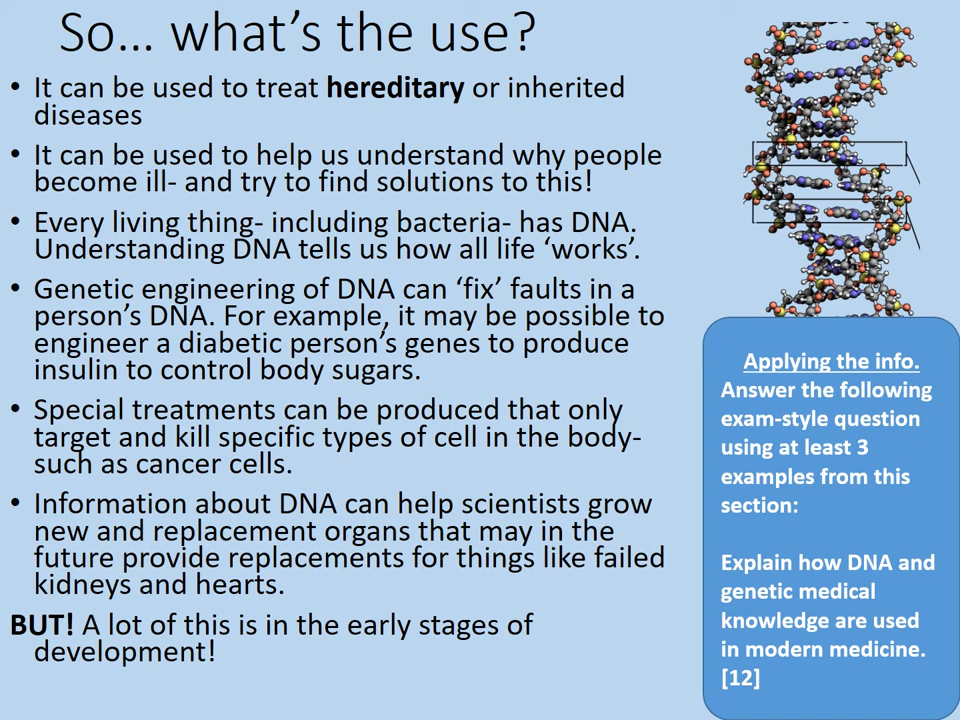 So… what’s the use?
• It can be used to treat hereditary or inherited
diseases
• It can be used to help us understand why people
become ill- and try to find solutions to this!
• Every living thing- including bacteria- has DNA.
Understanding DNA tells us how all life ‘works’.
• Genetic engineering of DNA can ‘fix’ faults in a
person’s DNA. For example, it may be possible to
engineer a diabetic person’s genes to produce
insulin to control body sugars.
• Special treatments can be produced that only
target and kill specific types of cell in the body-
such as cancer cells.
• Information about DNA can help scientists grow
new and replacement organs that may in the
future provide replacements for things like failed
kidneys and hearts.
BUT! A lot of this is in the early stages of
development!
Applying the info.
Answer the following
exam-style question
using at least 3
examples from this
section:
Explain how DNA and
genetic medical
knowledge are used
in modern medicine.
[12]